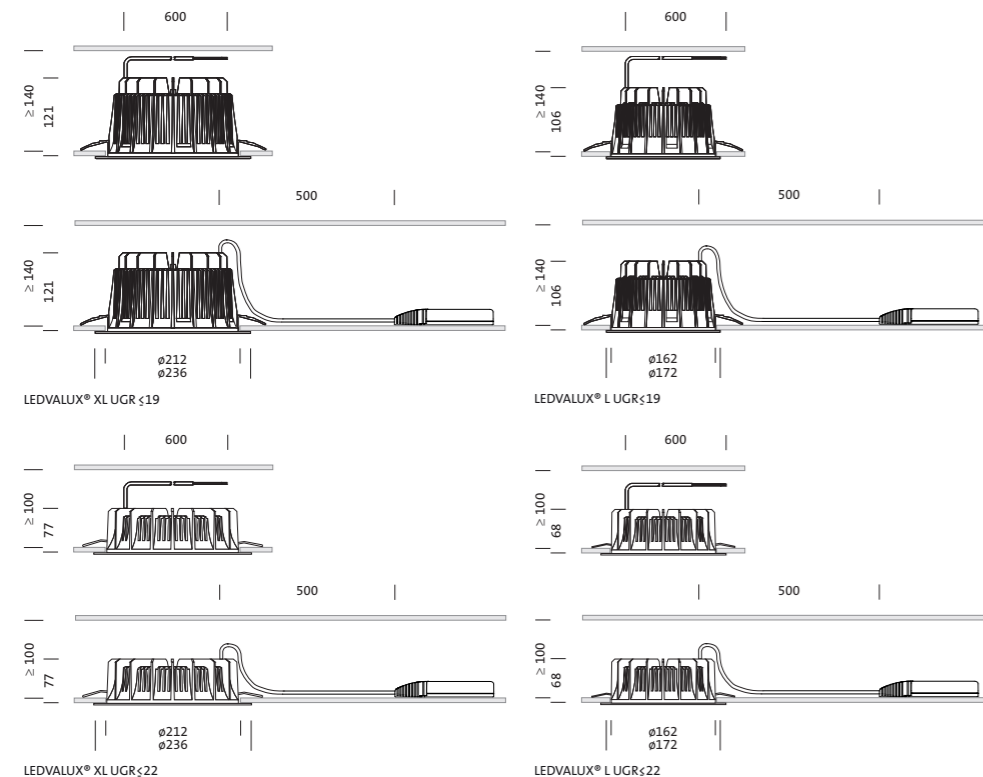 600
≥ 140
121
500
≥ 140
121
ø212
ø236
LEDVALUX® XL UGR≤19
600
≥ 140
106
500
≥ 140
106
ø162
ø172
LEDVALUX® L UGR≤19
600
≥ 100
77
500
≥ 100
77
ø212
ø236
LEDVALUX® XL UGR≤22
600
≥ 100
68
500
≥ 100
68
ø162
ø172
LEDVALUX® L UGR≤22